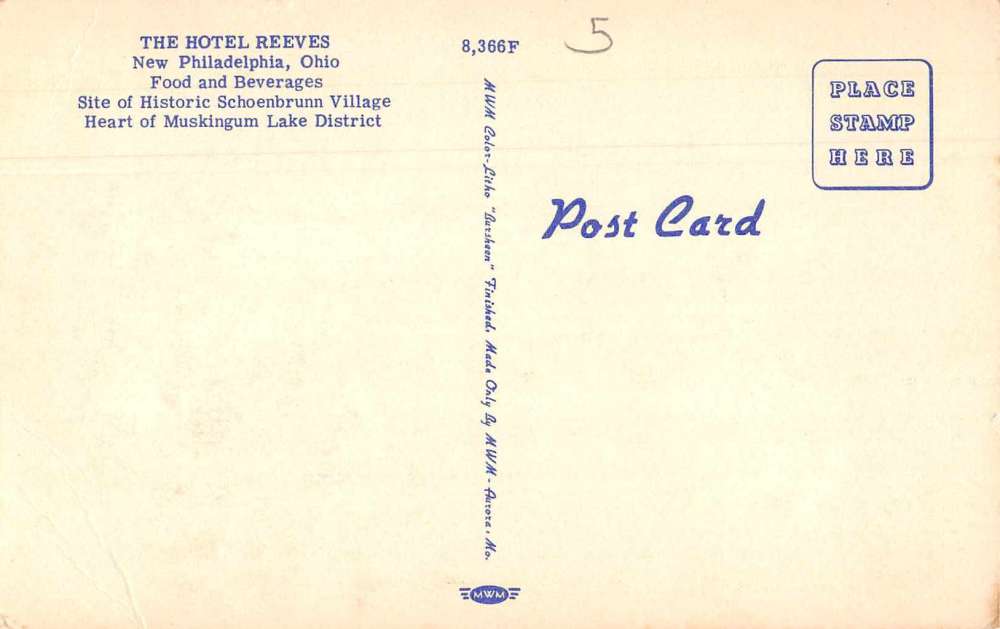 THE HOTEL REEVES
New Philadelphia, Ohio
Food and Beverages
Site of Historic Schoenbrunn Village
Heart of Muskingum Lake District
8,366F
5
MWM Color-Litho "Bursheen" Finished. Made Only By MWM - Aurora, Mo.
PLACE
STAMP
HERE
Post Card
MWM